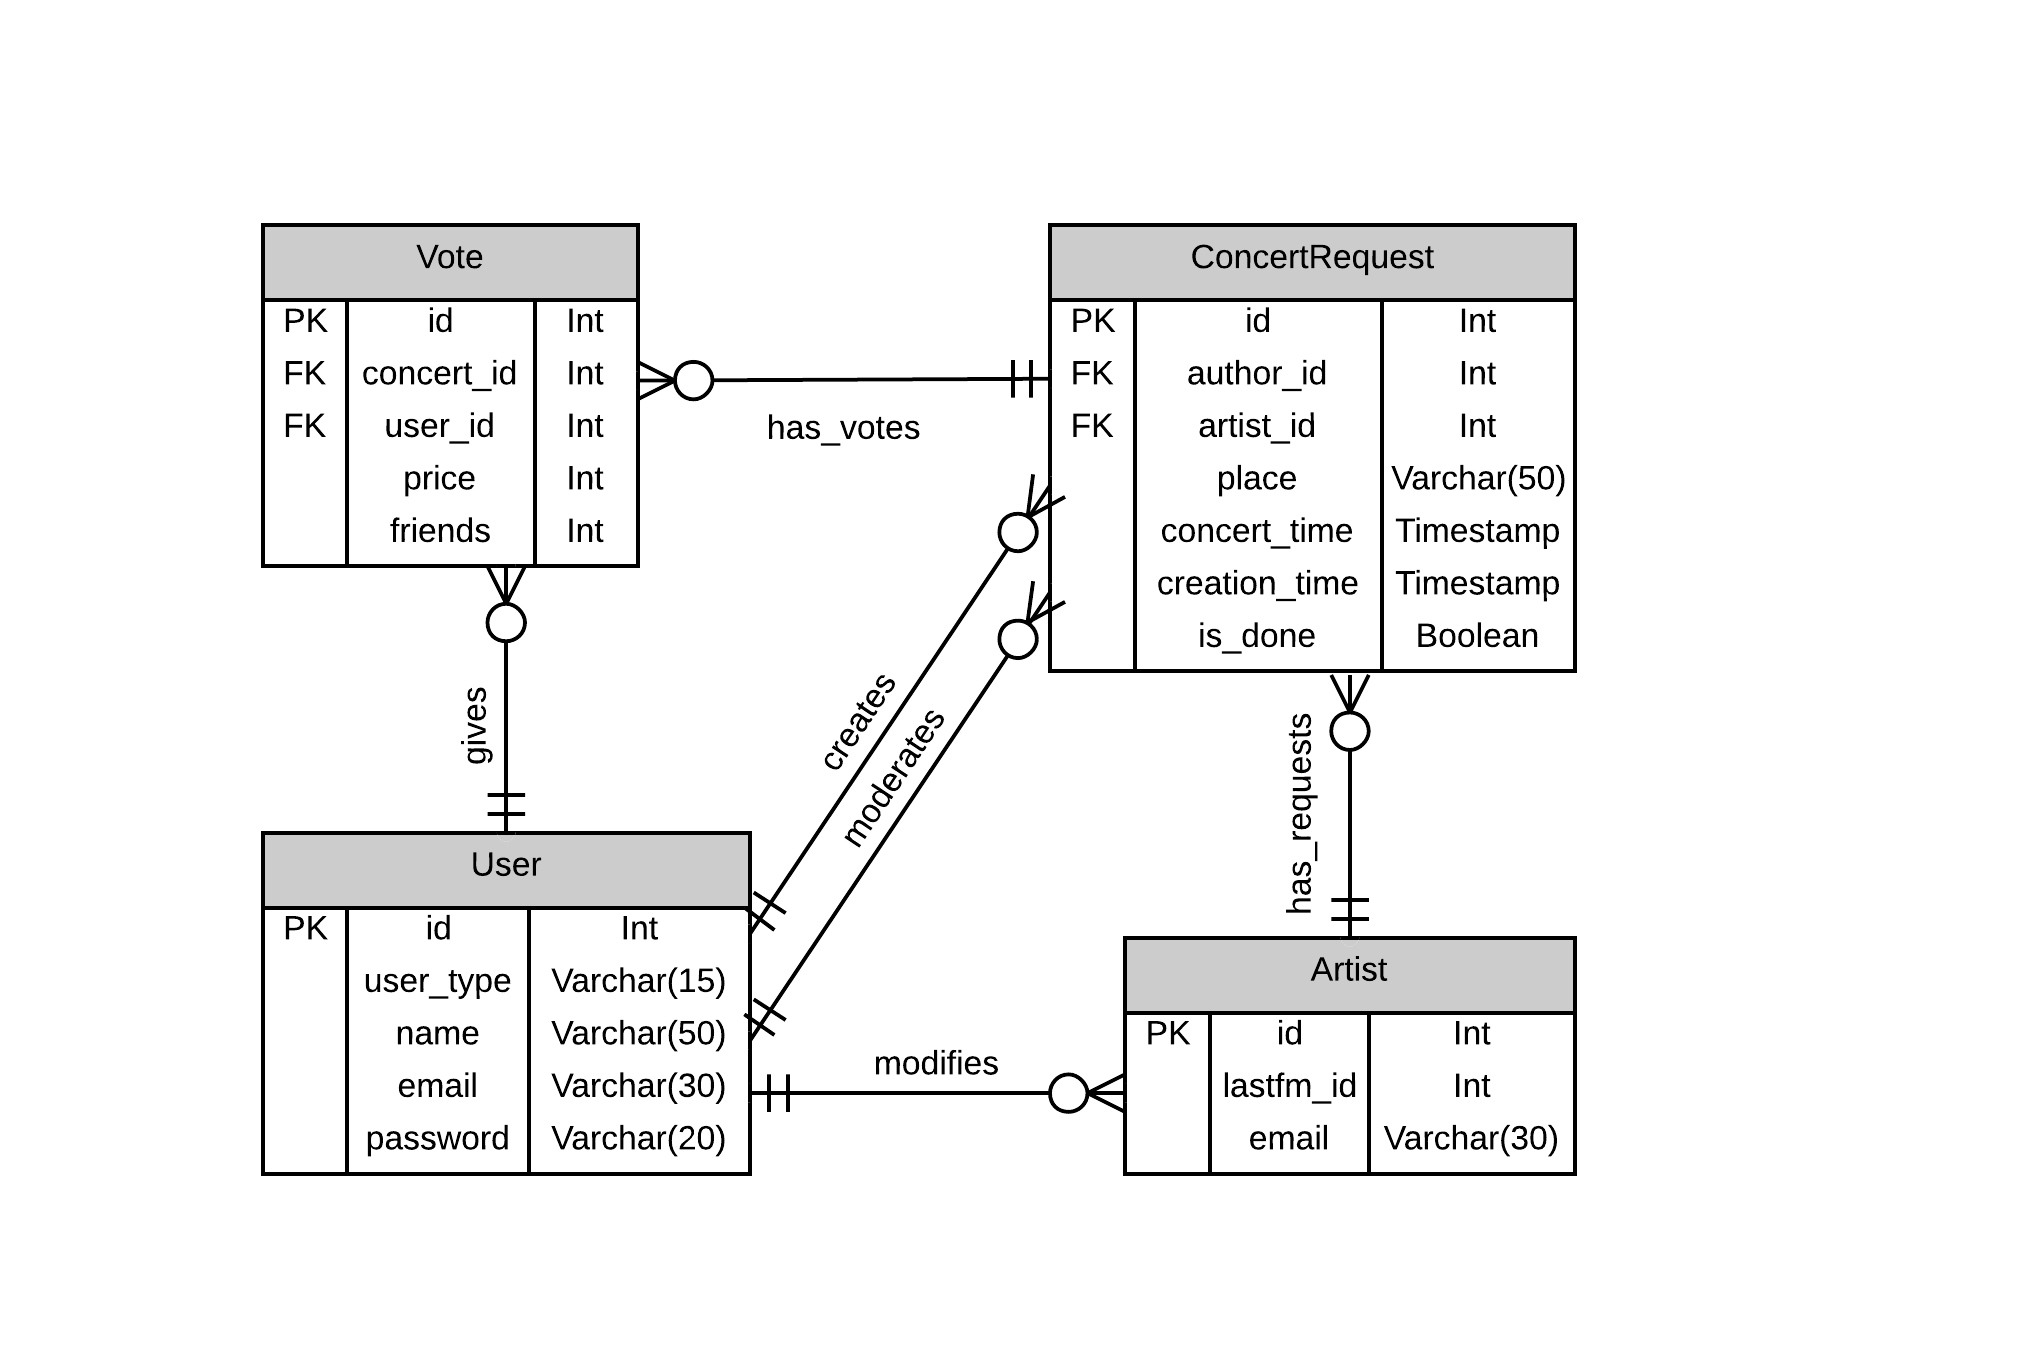 Vote
PK id Int
FK concert_id Int
FK user_id Int
price Int
friends Int
has_votes
ConcertRequest
PK id Int
FK author_id Int
FK artist_id Int
place Varchar(50)
concert_time Timestamp
creation_time Timestamp
is_done Boolean
gives
creates
moderates
has_requests
User
PK id Int
user_type Varchar(15)
name Varchar(50)
email Varchar(30)
password Varchar(20)
modifies
Artist
PK id Int
lastfm_id Int
email Varchar(30)